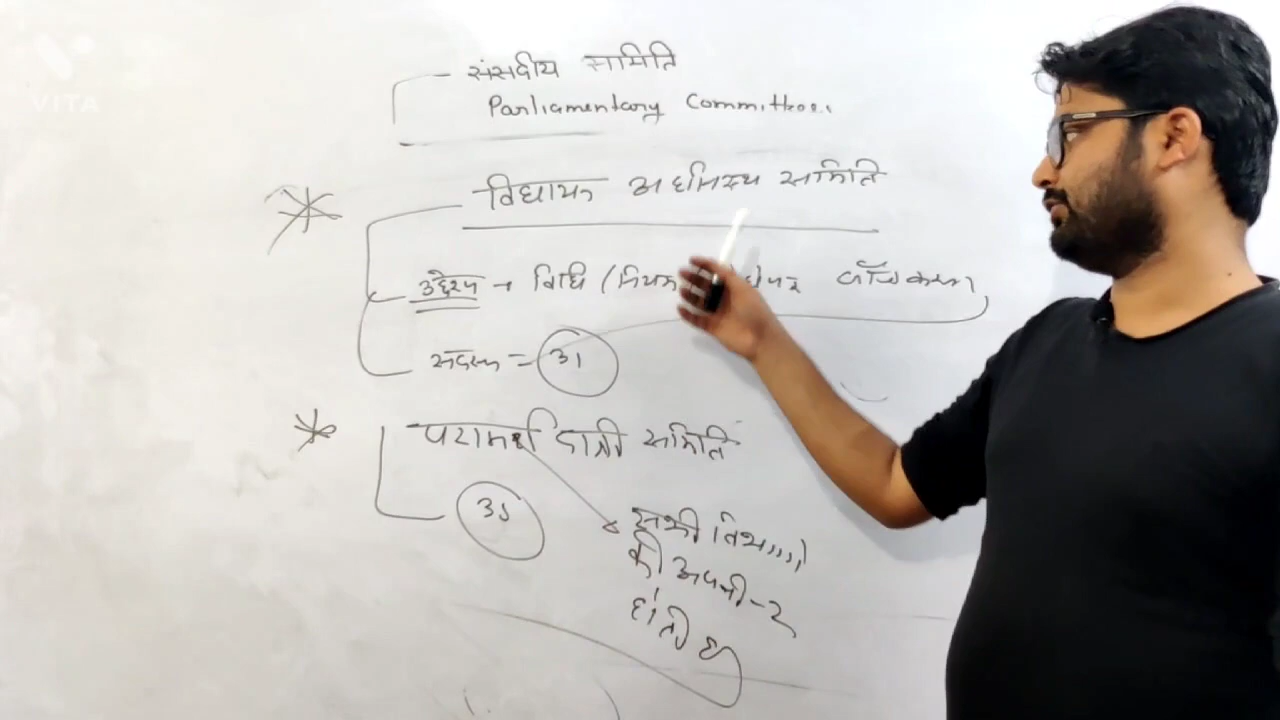 VITA
संसदीय समिति
Parliamentary Committees
विधायन अधीनस्थ समिति
उद्देश्य → विधि (नियम
सदस्य = 31
परामर्श दात्री समिति
31
सभी
की अपनी-2
होती है